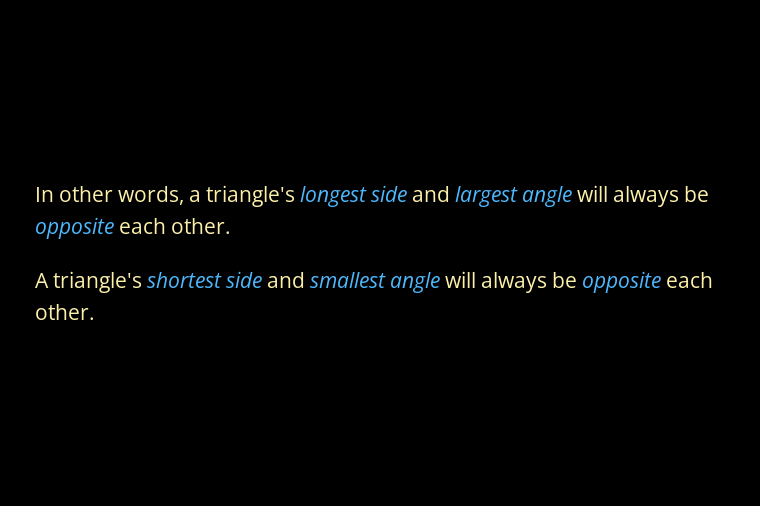 In other words, a triangle's longest side and largest angle will always be
opposite each other.
A triangle's shortest side and smallest angle will always be opposite each
other.